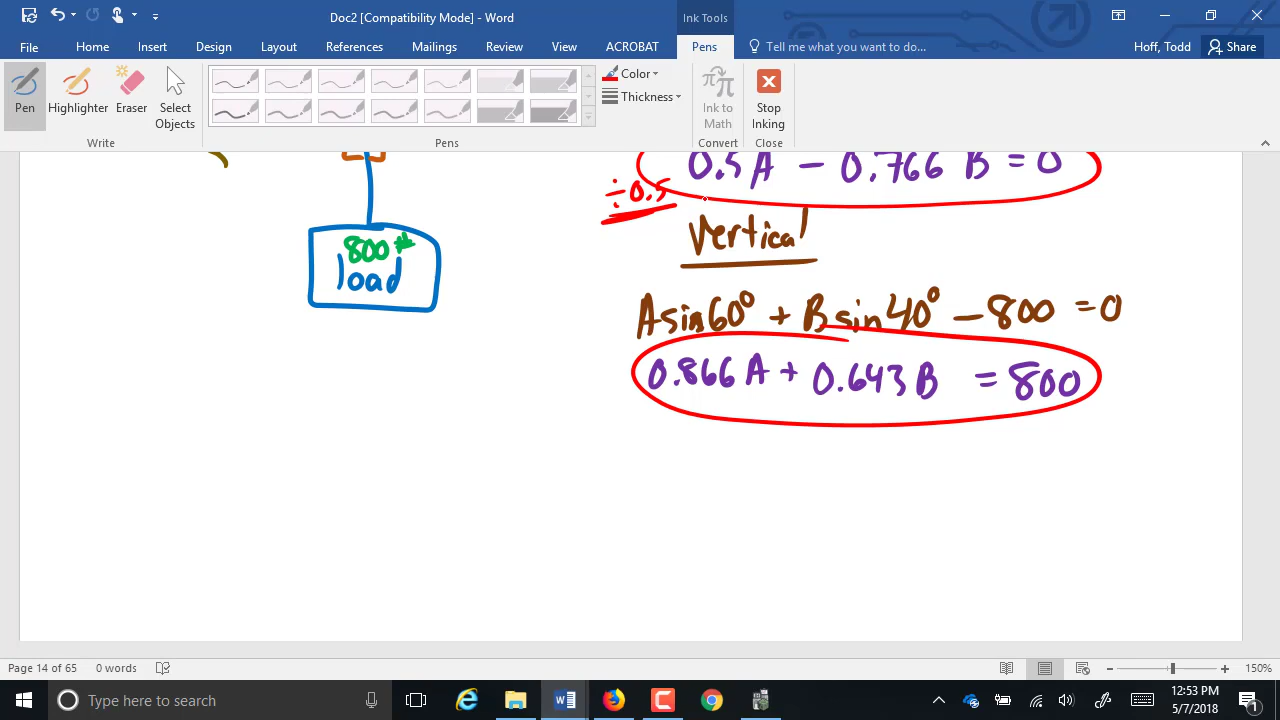 Doc2 [Compatibility Mode] - Word
Ink Tools
File Home Insert Design Layout References Mailings Review View ACROBAT Pens Tell me what you want to do... Hoff, Todd Share
Pen Highlighter Eraser Select Objects
Color
Thickness
Ink to Math
Stop Inking
Write Pens Convert Close
0.5 A - 0.766 B = 0
÷0.5
Vertical
800 #
load
A sin 60° + B sin 40° - 800 = 0
0.866 A + 0.643 B = 800
Page 14 of 65 0 words
150%
Type here to search
12:53 PM
5/7/2018
1